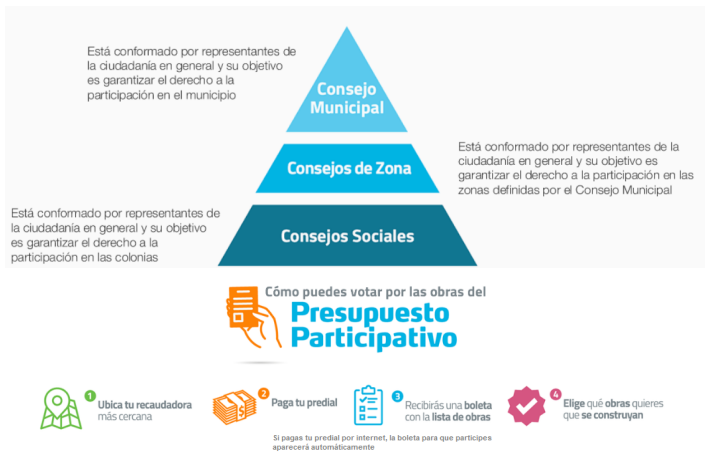 Está conformado por representantes de
la ciudadanía en general y su objetivo
es garantizar el derecho a la
participación en el municipio
Consejo
Municipal
Consejos de Zona
Está conformado por representantes de la
ciudadanía en general y su objetivo es
garantizar el derecho a la participación en las
zonas definidas por el Consejo Municipal
Está conformado por representantes de
la ciudadanía en general y su objetivo
es garantizar el derecho a la
participación en las colonias
Consejos Sociales
Cómo puedes votar por las obras del
Presupuesto
Participativo
1 Ubica tu recaudadora
más cercana
2 Paga tu predial
3 Recibirás una boleta
con la lista de obras
4 Elige qué obras quieres
que se construyan
Si pagas tu predial por internet, la boleta para que participes
aparecerá automáticamente